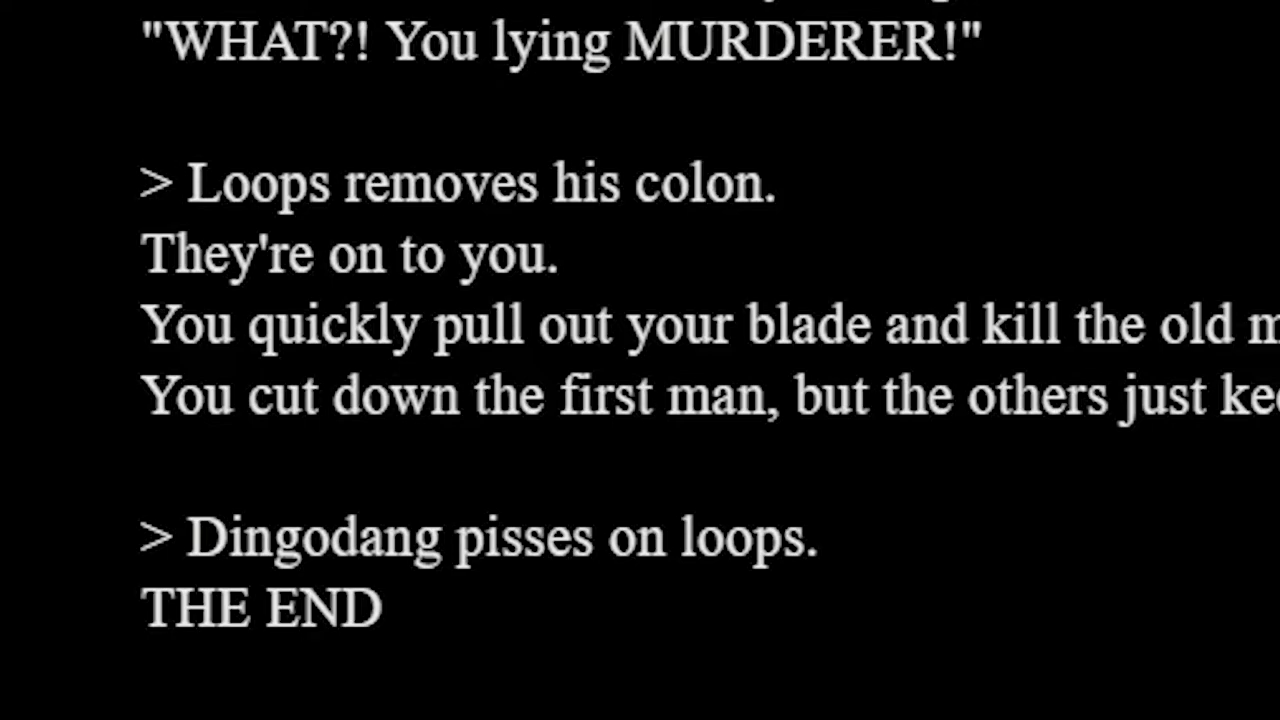 "WHAT?! You lying MURDERER!"
> Loops removes his colon.
They're on to you.
You quickly pull out your blade and kill the old
You cut down the first man, but the others just
> Dingodang pisses on loops.
THE END